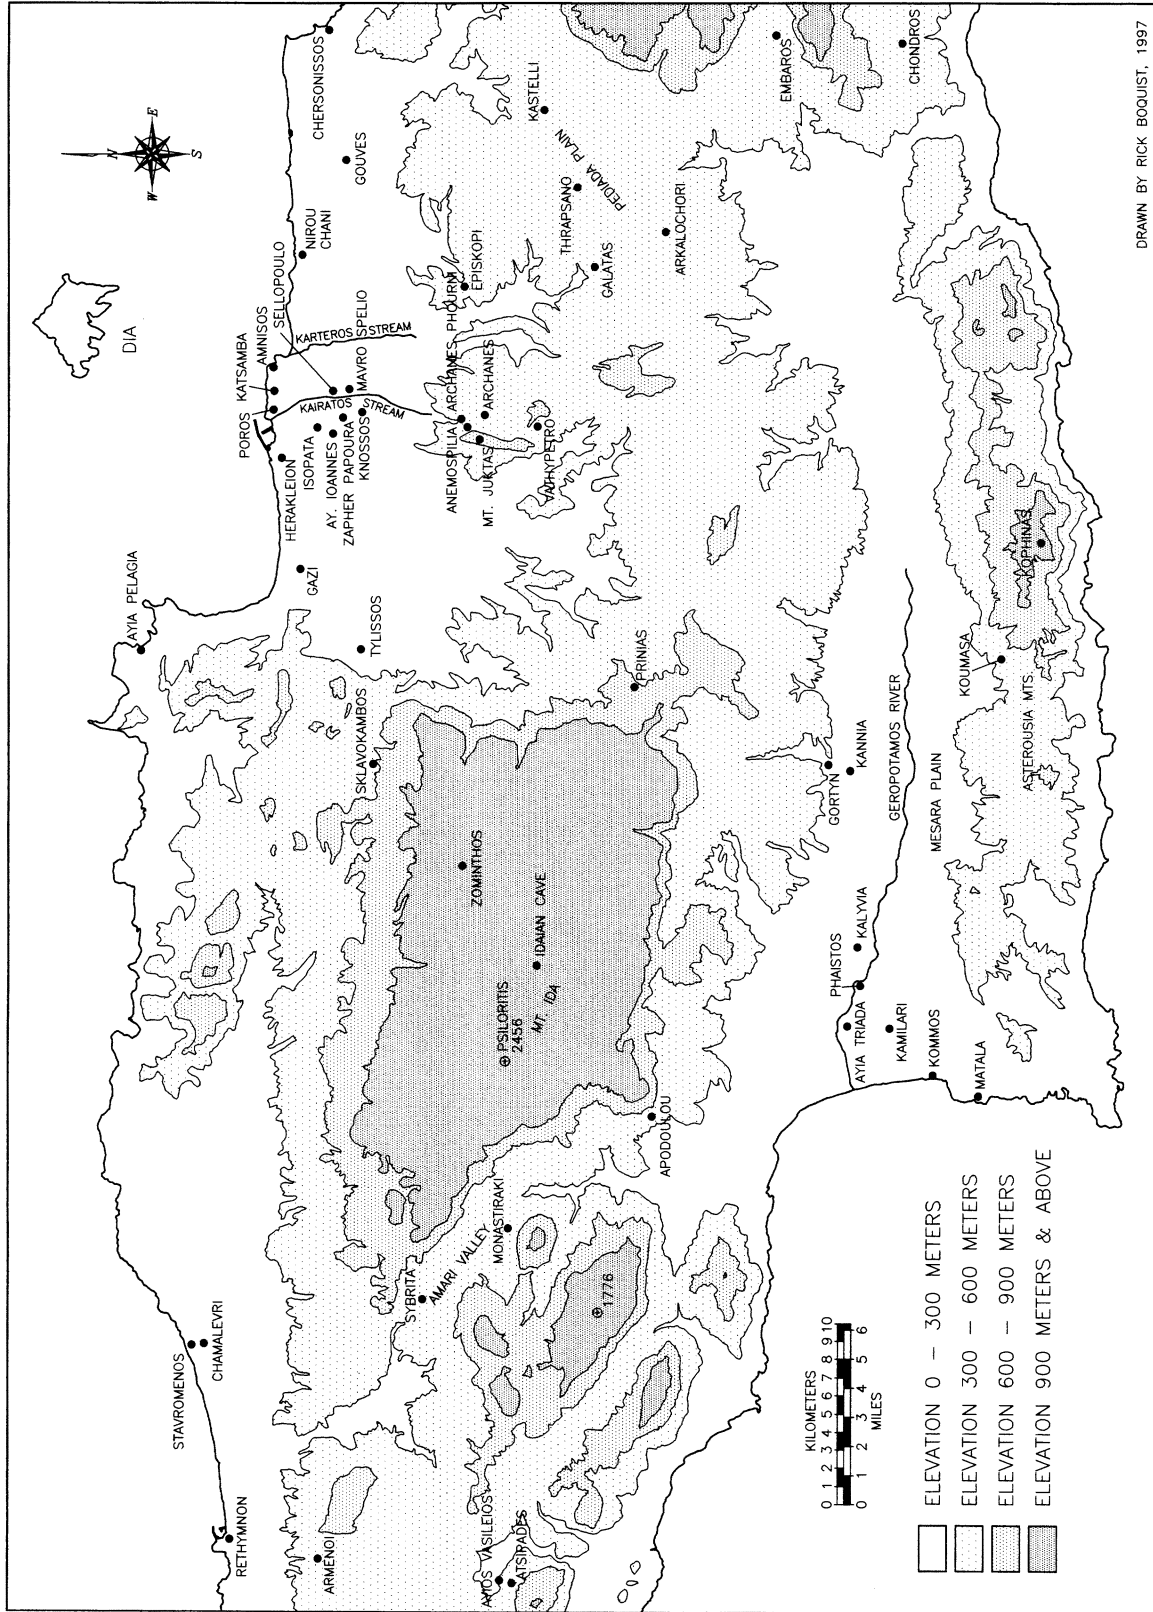 DIA
N
E
S
W
AYIA PELAGIA
STAVROMENOS
CHAMALEVRI
RETHYMNON
ARMENOI
POROS
KATSAMBA
AMNISOS
SELLOPOULO
NIROU
CHANI
CHERSONISSOS
GOUVES
HERAKLEION
GAZI
ISOPATA
AY. IOANNES
ZAPHER PAPOURA
KNOSSOS
MAVRO SPELIO
KAIRATOS STREAM
KARTEROS STREAM
TYLISSOS
SKLAVOKAMBOS
ANEMOSPILIA
ARCHANES PHOURNI
MT. JUKTAS
ARCHANES
EPISKOPI
VATHYPETRO
KASTELLI
THRAPSANO
PEDIADA PLAIN
GALATAS
ARKALOCHORI
EMBAROS
CHONDROS
ZOMINTHOS
IDAIAN CAVE
PSILORITIS
2456
MT. IDA
SYBRITA
AMARI VALLEY
MONASTIRAKI
AYIOS VASILEIOS
ATSIPADES
1776
APODOULOU
PRINIAS
GORTYN
KANNIA
GEROPOTAMOS RIVER
MESARA PLAIN
PHAISTOS
KALYVIA
AYIA TRIADA
KAMILARI
KOMMOS
MATALA
KOUMASA
ASTEROUSIA MTS.
KOPHINAS
KILOMETERS
0 1 2 3 4 5 6 7 8 9 10
0 1 2 3 4 5 6
MILES
ELEVATION 0 - 300 METERS
ELEVATION 300 - 600 METERS
ELEVATION 600 - 900 METERS
ELEVATION 900 METERS & ABOVE
DRAWN BY RICK BOQUIST, 1997